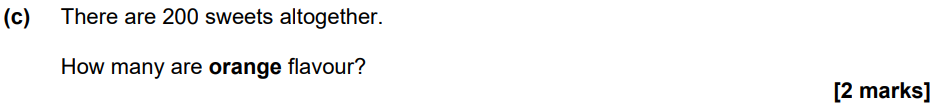 (c) There are 200 sweets altogether.
How many are orange flavour?
[2 marks]